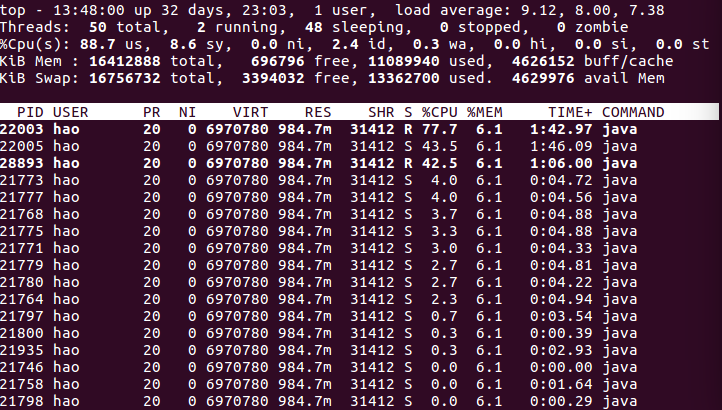 top - 13:48:00 up 32 days, 23:03,  1 user,  load average: 9.12, 8.00, 7.38
Threads:  50 total,   2 running,  48 sleeping,   0 stopped,   0 zombie
%Cpu(s): 88.7 us,  8.6 sy,  0.0 ni,  2.4 id,  0.3 wa,  0.0 hi,  0.0 si,  0.0 st
KiB Mem : 16412888 total,   696796 free, 11089940 used,  4626152 buff/cache
KiB Swap: 16756732 total,  3394032 free, 13362700 used.  4629976 avail Mem
PID USER      PR  NI    VIRT    RES    SHR S %CPU %MEM     TIME+ COMMAND
22003 hao       20   0 6970780 984.7m  31412 R 77.7  6.1   1:42.97 java
22005 hao       20   0 6970780 984.7m  31412 S 43.5  6.1   1:46.09 java
28893 hao       20   0 6970780 984.7m  31412 R 42.5  6.1   1:06.00 java
21773 hao       20   0 6970780 984.7m  31412 S  4.0  6.1   0:04.72 java
21777 hao       20   0 6970780 984.7m  31412 S  4.0  6.1   0:04.56 java
21768 hao       20   0 6970780 984.7m  31412 S  3.7  6.1   0:04.88 java
21775 hao       20   0 6970780 984.7m  31412 S  3.3  6.1   0:04.88 java
21771 hao       20   0 6970780 984.7m  31412 S  3.0  6.1   0:04.33 java
21779 hao       20   0 6970780 984.7m  31412 S  2.7  6.1   0:04.81 java
21780 hao       20   0 6970780 984.7m  31412 S  2.7  6.1   0:04.22 java
21764 hao       20   0 6970780 984.7m  31412 S  2.3  6.1   0:04.94 java
21797 hao       20   0 6970780 984.7m  31412 S  0.7  6.1   0:03.54 java
21800 hao       20   0 6970780 984.7m  31412 S  0.3  6.1   0:00.39 java
21935 hao       20   0 6970780 984.7m  31412 S  0.3  6.1   0:02.93 java
21746 hao       20   0 6970780 984.7m  31412 S  0.0  6.1   0:00.00 java
21758 hao       20   0 6970780 984.7m  31412 S  0.0  6.1   0:01.64 java
21798 hao       20   0 6970780 984.7m  31412 S  0.0  6.1   0:00.29 java